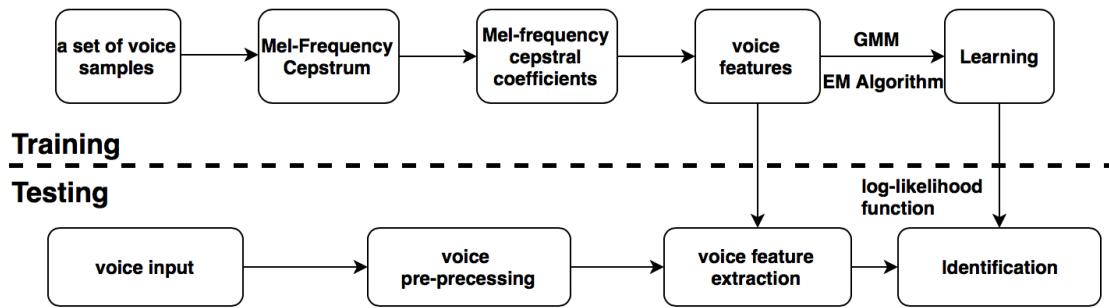 a set of voice
samples
Mel-Frequency
Cepstrum
Mel-frequency
cepstral
coefficients
voice
features
GMM
EM Algorithm
Learning
Training
Testing
log-likelihood
function
voice input
voice
pre-precessing
voice feature
extraction
Identification